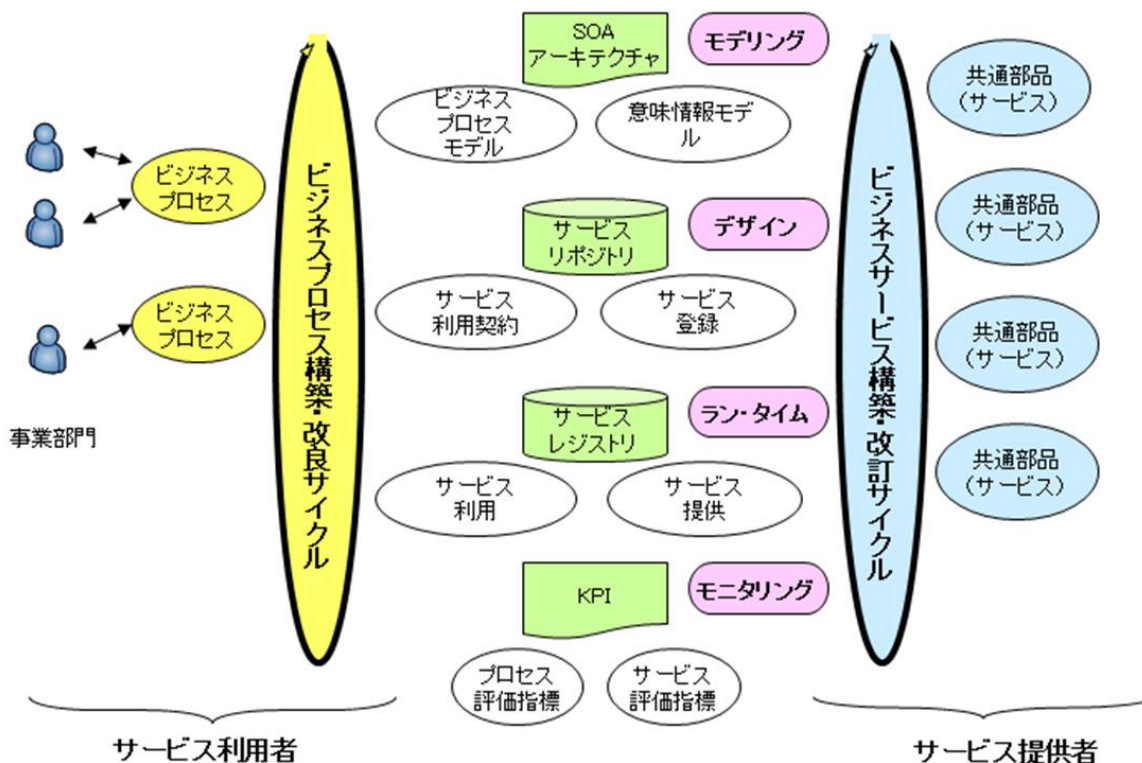 SOA
アーキテクチャ
モデリング
ビジネス
プロセス
モデル
意味情報モデ
ル
共通部品
(サービス)
ビジネス
プロセス
ビジネスプロセス構築・改良サイクル
サービス
リポジトリ
デザイン
ビジネスサービス構築・改訂サイクル
共通部品
(サービス)
サービス
利用契約
サービス
登録
ビジネス
プロセス
共通部品
(サービス)
事業部門
サービス
レジストリ
ラン・タイム
サービス
利用
サービス
提供
共通部品
(サービス)
KPI
モニタリング
プロセス
評価指標
サービス
評価指標
サービス利用者
サービス提供者